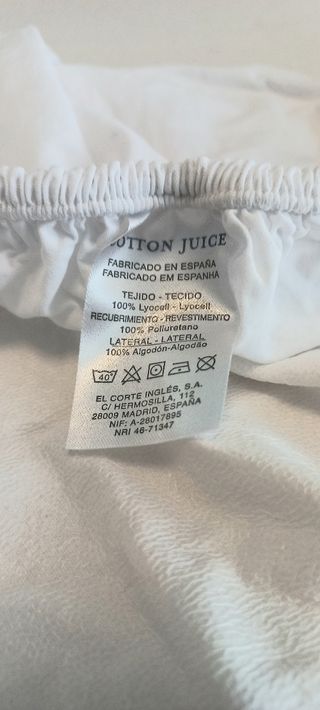 COTTON JUICE
FABRICADO EN ESPAÑA
FABRICADO EM ESPANHA
TEJIDO - TECIDO
100% Lyocell - Lyocell
RECUBRIMIENTO - REVESTIMENTO
100% Poliuretano
LATERAL - LATERAL
100% Algodón-Algodão
40°
EL CORTE INGLÉS, S.A.
C/ HERMOSILLA, 112
28009 MADRID, ESPAÑA
NIF: A-28017895
NRI 46-71347